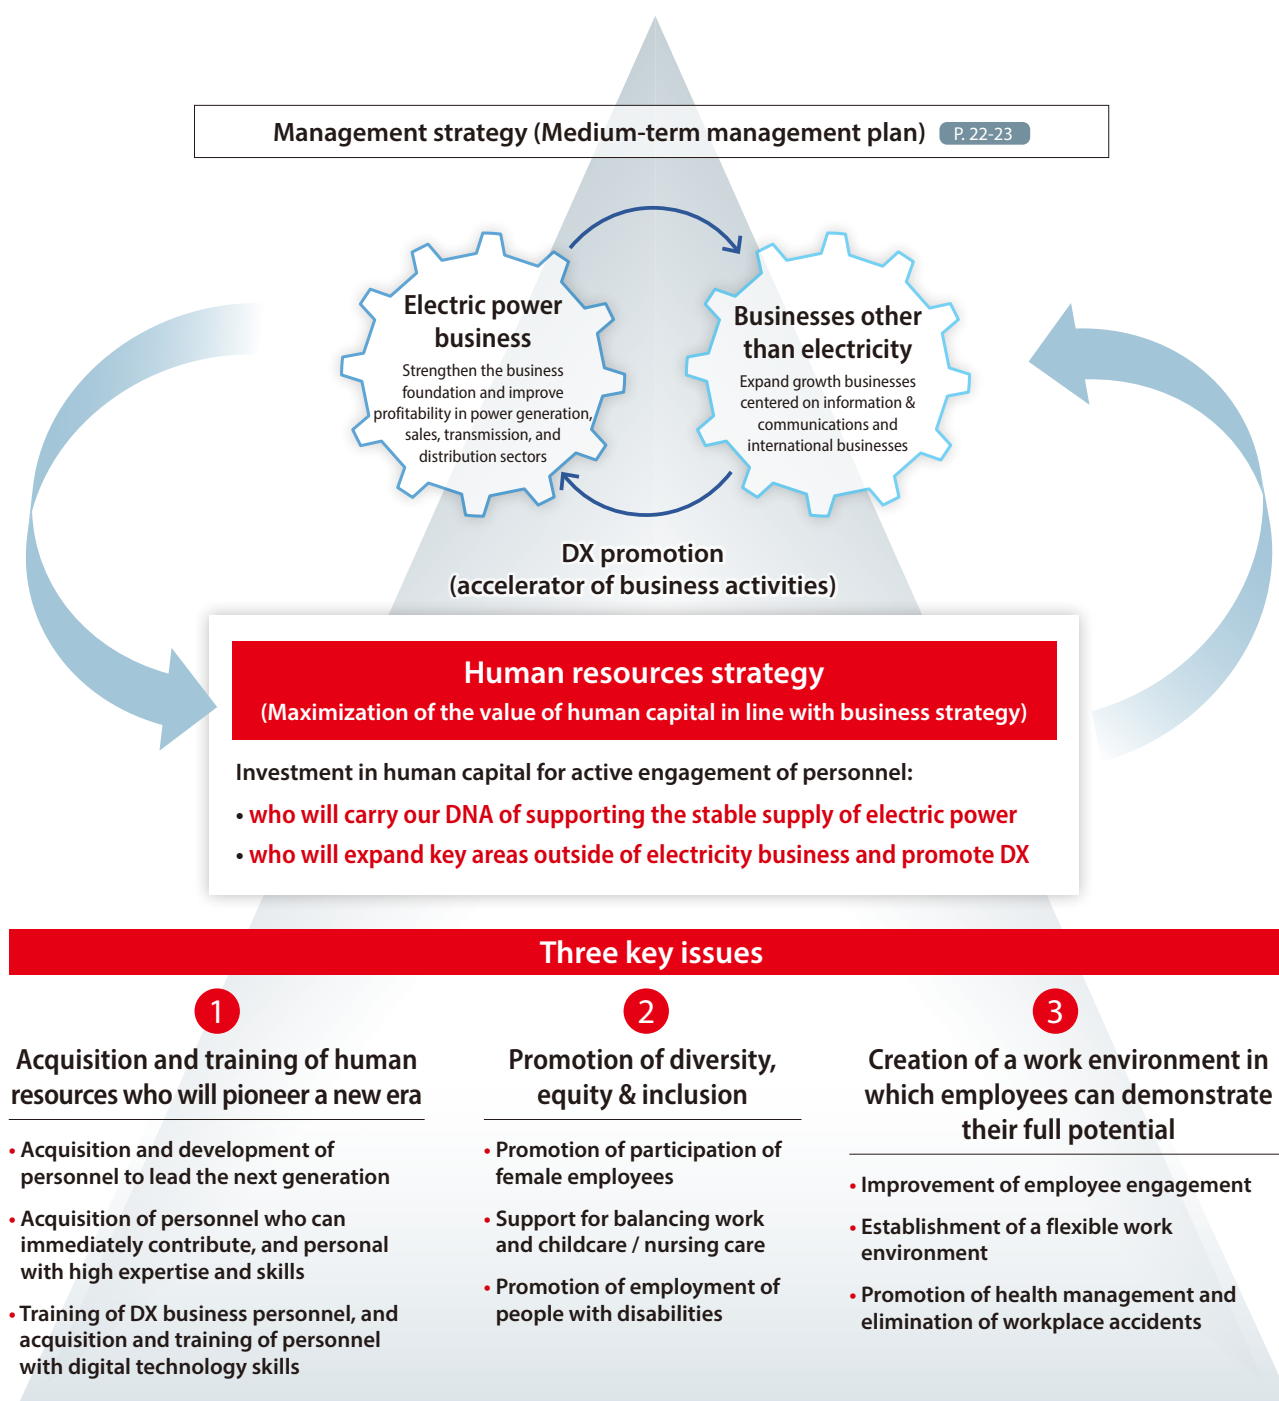 Management strategy (Medium-term management plan) P. 22-23
Electric power
business
Strengthen the business
foundation and improve
profitability in power generation,
sales, transmission, and
distribution sectors
Businesses other
than electricity
Expand growth businesses
centered on information &
communications and
international businesses
DX promotion
(accelerator of business activities)
Human resources strategy
(Maximization of the value of human capital in line with business strategy)
Investment in human capital for active engagement of personnel:
• who will carry our DNA of supporting the stable supply of electric power
• who will expand key areas outside of electricity business and promote DX
Three key issues
1
Acquisition and training of human
resources who will pioneer a new era
• Acquisition and development of
personnel to lead the next generation
• Acquisition of personnel who can
immediately contribute, and personal
with high expertise and skills
• Training of DX business personnel, and
acquisition and training of personnel
with digital technology skills
2
Promotion of diversity,
equity & inclusion
• Promotion of participation of
female employees
• Support for balancing work
and childcare / nursing care
• Promotion of employment of
people with disabilities
3
Creation of a work environment in
which employees can demonstrate
their full potential
• Improvement of employee engagement
• Establishment of a flexible work
environment
• Promotion of health management and
elimination of workplace accidents